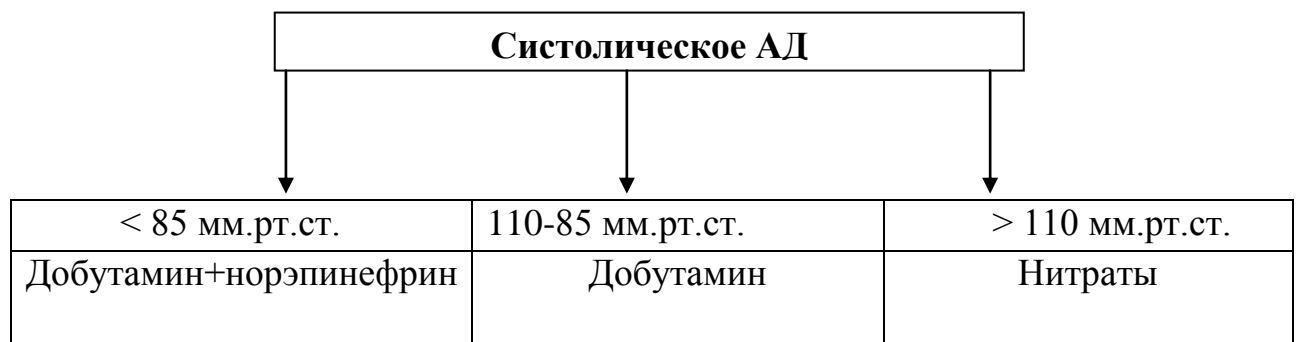 Систолическое АД
< 85 мм.рт.ст. 110-85 мм.рт.ст. > 110 мм.рт.ст.
Добутамин+норэпинефрин Добутамин Нитраты